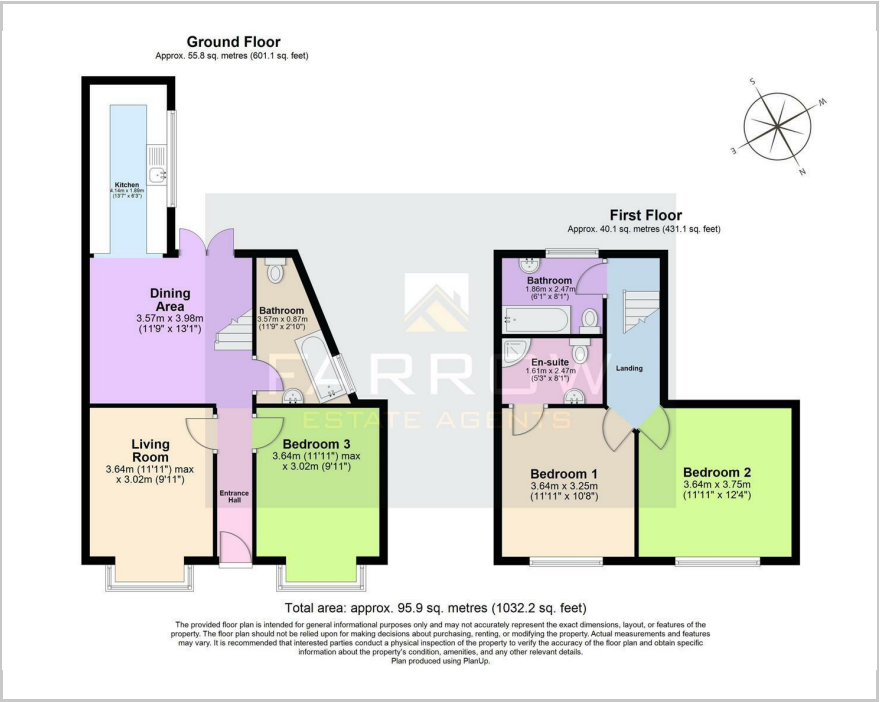 Ground Floor
Approx. 55.8 sq. metres (601.1 sq. feet)
S
W
E
N
Kitchen
4.14m x 1.89m
(13'7" x 6'3")
First Floor
Approx. 40.1 sq. metres (431.1 sq. feet)
Dining
Area
3.57m x 3.98m
(11'9" x 13'1")
Bathroom
3.57m x 0.87m
(11'9" x 2'10")
Bathroom
1.86m x 2.47m
(6'1" x 8'1")
En-suite
1.61m x 2.47m
(5'3" x 8'1")
Landing
FARROW
ESTATE AGENTS
Living
Room
3.64m (11'11") max
x 3.02m (9'11")
Entrance
Hall
Bedroom 3
3.64m (11'11") max
x 3.02m (9'11")
Bedroom 1
3.64m x 3.25m
(11'11" x 10'8")
Bedroom 2
3.64m x 3.75m
(11'11" x 12'4")
Total area: approx. 95.9 sq. metres (1032.2 sq. feet)
The provided floor plan is intended for general informational purposes only and may not accurately represent the exact dimensions, layout, or features of the
property. The floor plan should not be relied upon for making decisions about purchasing, renting, or modifying the property. Actual measurements and features
may vary. It is recommended that interested parties conduct a physical inspection of the property to verify the accuracy of the floor plan and obtain specific
information about the property's condition, amenities, and any other relevant details.
Plan produced using PlanUp.